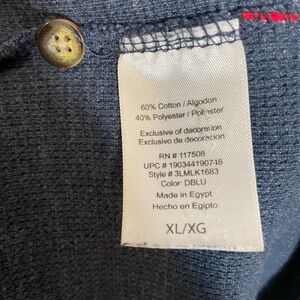 60% Cotton / Algodon
40% Polyester / Poliester
Exclusive of decoration
Exclusivo de decoración
RN # 117508
UPC # 190344190748
Style # 3LMLK1683
Color: DBLU
Made in Egypt
Hecho en Egipto
XL/XG